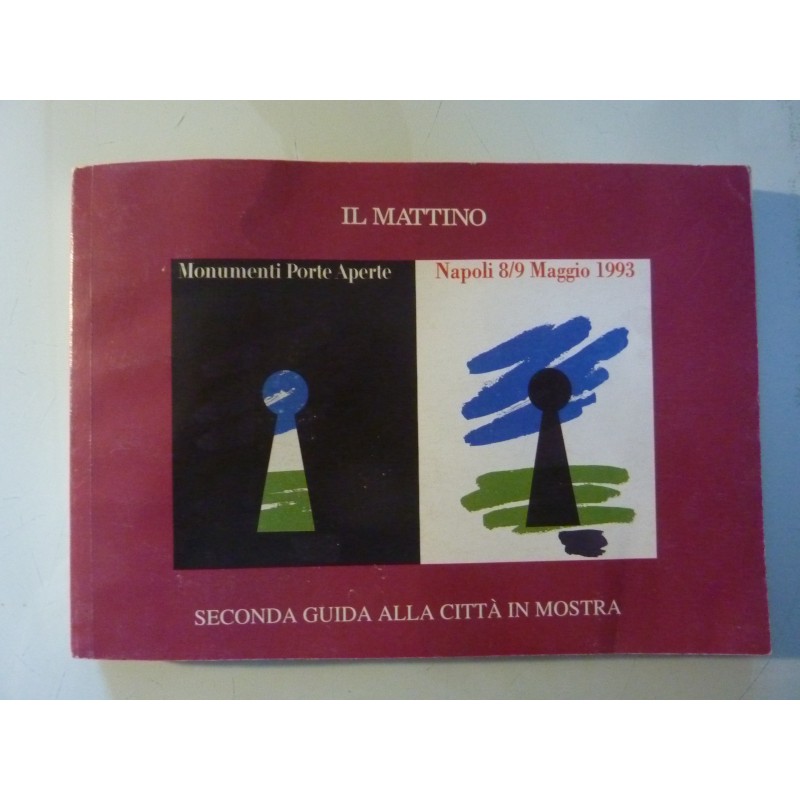 IL MATTINO
Monumenti Porte Aperte
Napoli 8/9 Maggio 1993
SECONDA GUIDA ALLA CITTÀ IN MOSTRA